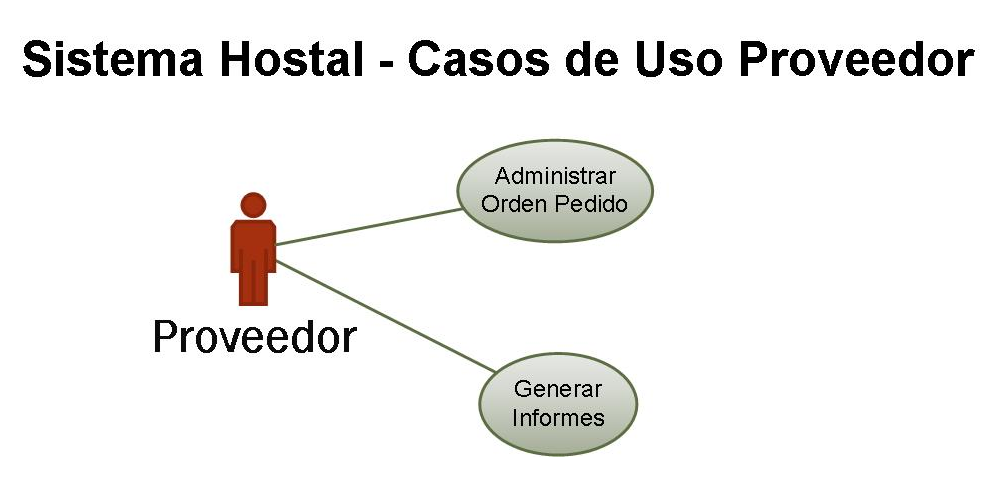 Sistema Hostal - Casos de Uso Proveedor
Administrar
Orden Pedido
Proveedor
Generar
Informes